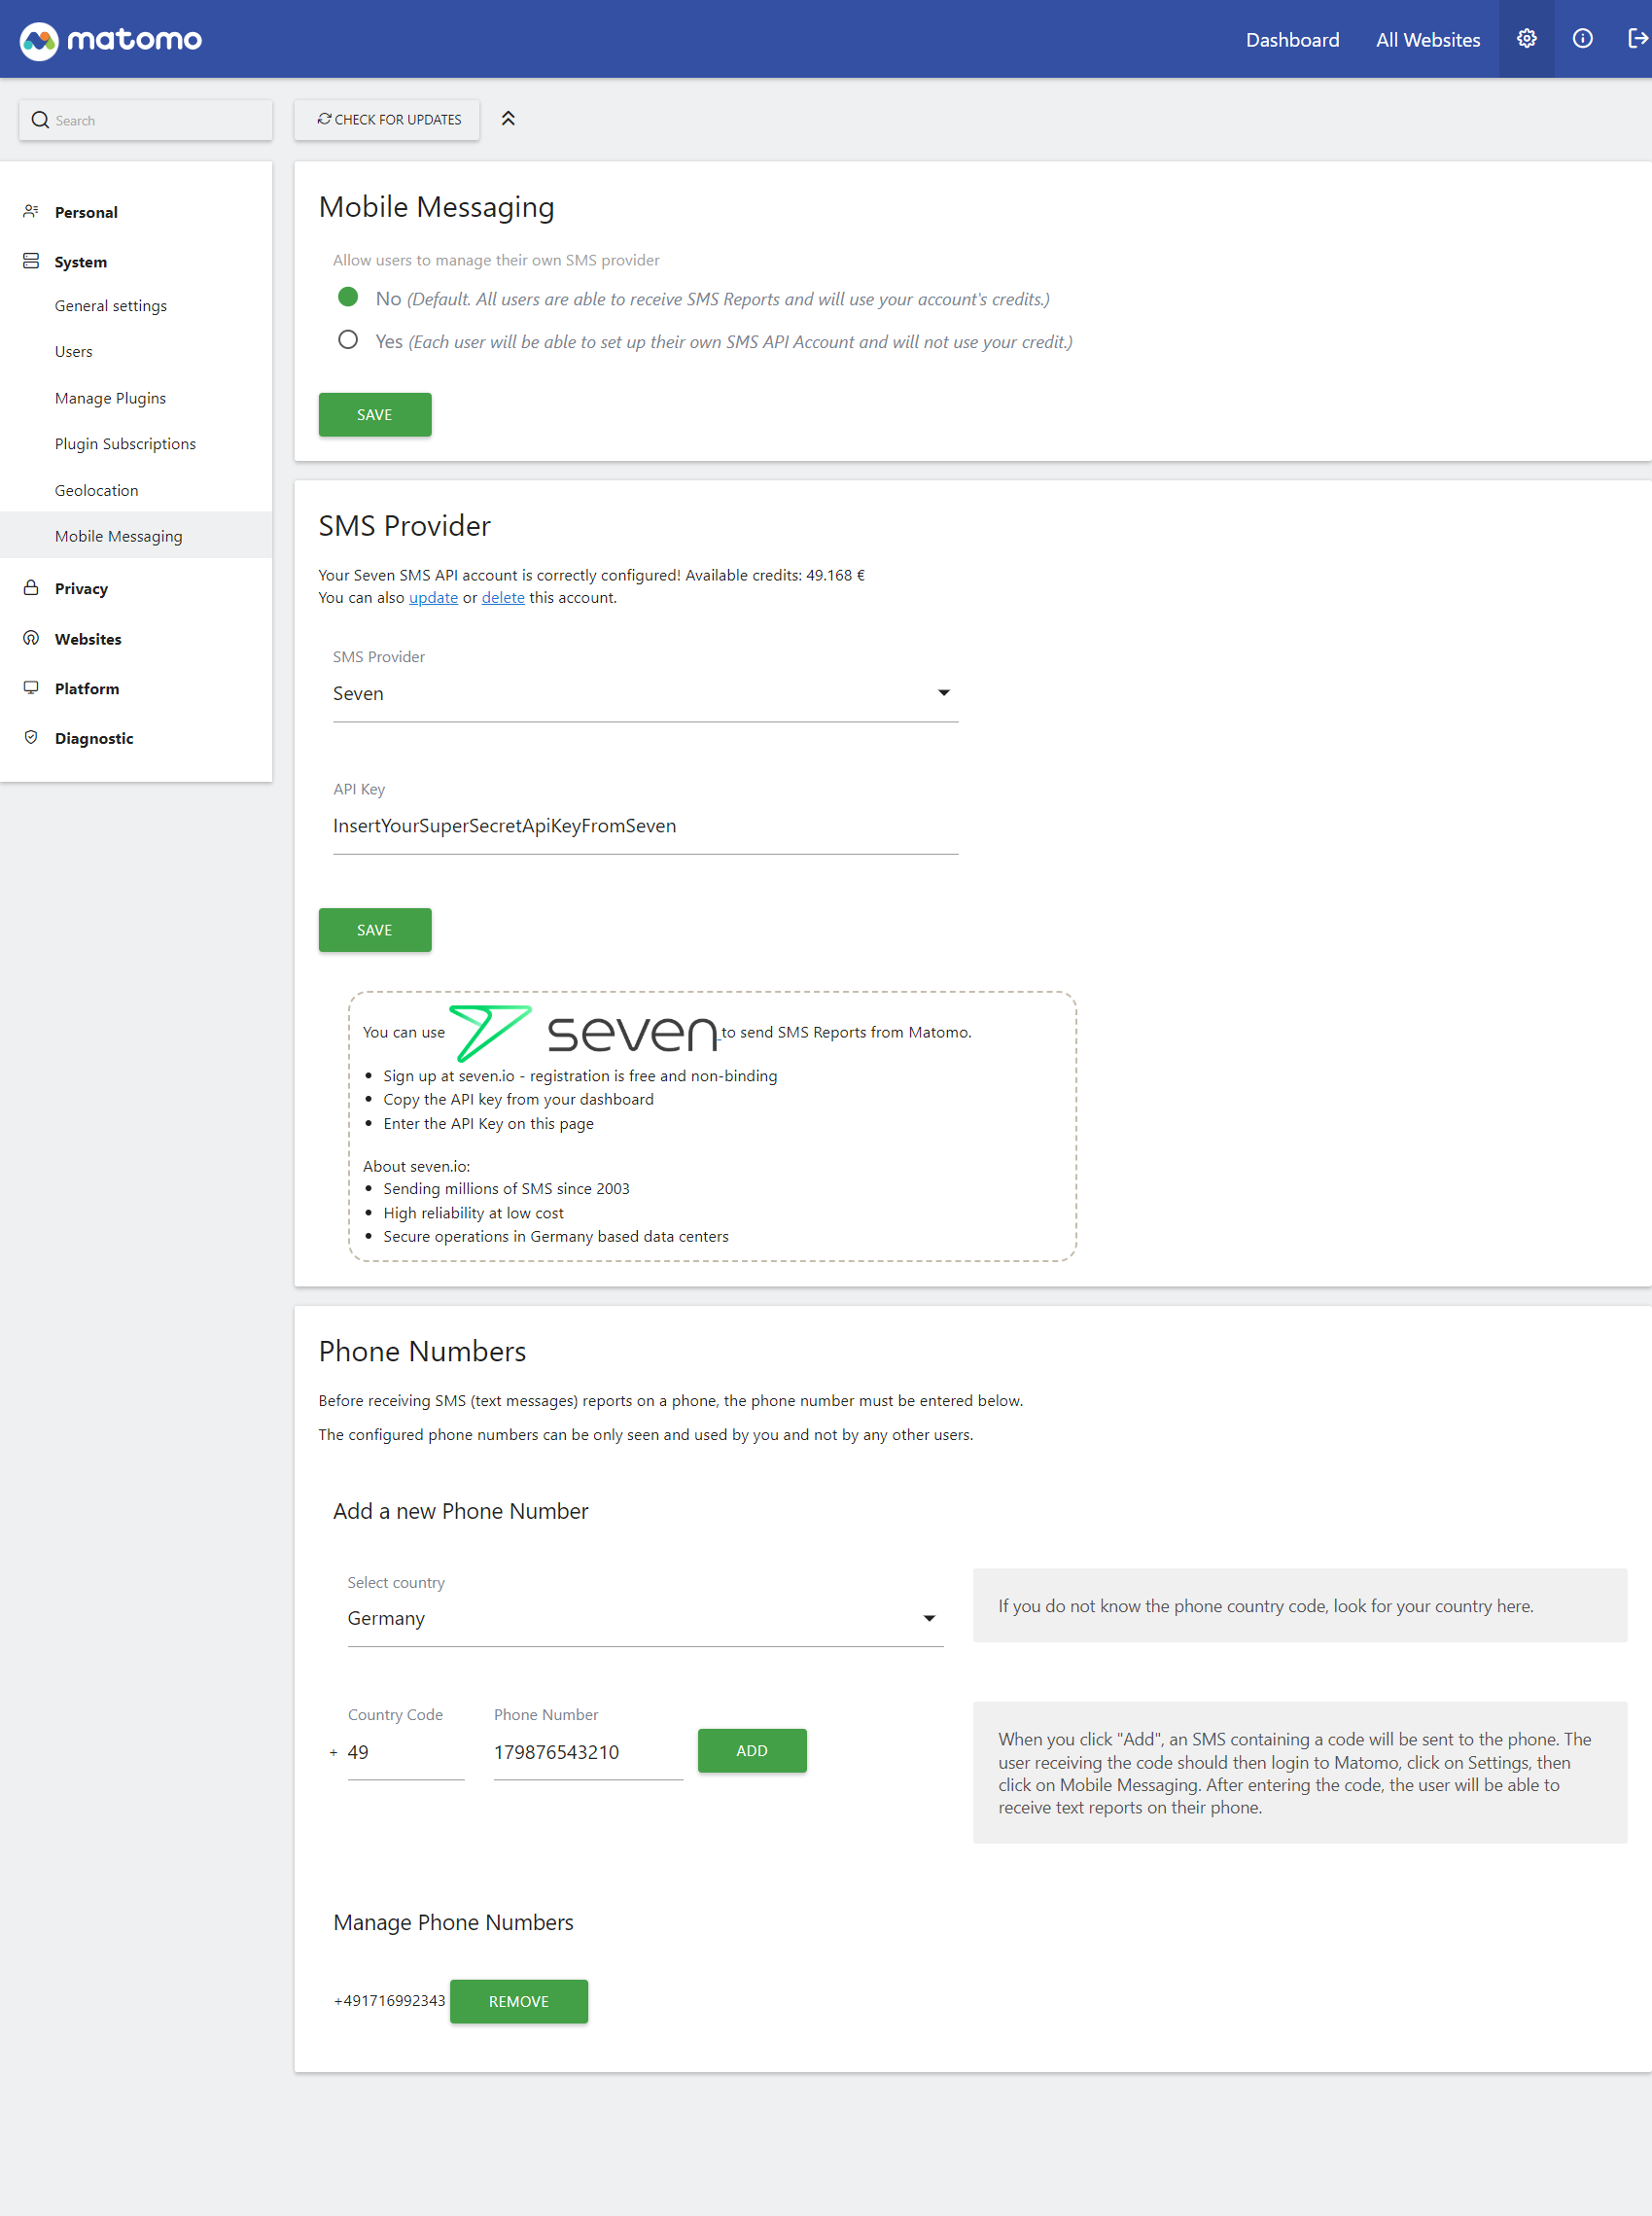 matomo
Dashboard
All Websites
Search
CHECK FOR UPDATES
Personal
System
General settings
Users
Manage Plugins
Plugin Subscriptions
Geolocation
Mobile Messaging
Privacy
Websites
Platform
Diagnostic
Mobile Messaging
Allow users to manage their own SMS provider
No (Default. All users are able to receive SMS Reports and will use your account's credits.)
Yes (Each user will be able to set up their own SMS API Account and will not use your credit.)
SAVE
SMS Provider
Your Seven SMS API account is correctly configured! Available credits: 49.168 €
You can also update or delete this account.
SMS Provider
Seven
API Key
InsertYourSuperSecretApiKeyFromSeven
SAVE
You can use seven to send SMS Reports from Matomo.
• Sign up at seven.io - registration is free and non-binding
• Copy the API key from your dashboard
• Enter the API Key on this page
About seven.io:
• Sending millions of SMS since 2003
• High reliability at low cost
• Secure operations in Germany based data centers
Phone Numbers
Before receiving SMS (text messages) reports on a phone, the phone number must be entered below.
The configured phone numbers can be only seen and used by you and not by any other users.
Add a new Phone Number
Select country
Germany
If you do not know the phone country code, look for your country here.
Country Code
Phone Number
+ 49
179876543210
ADD
When you click "Add", an SMS containing a code will be sent to the phone. The
user receiving the code should then login to Matomo, click on Settings, then
click on Mobile Messaging. After entering the code, the user will be able to
receive text reports on their phone.
Manage Phone Numbers
+491716992343
REMOVE